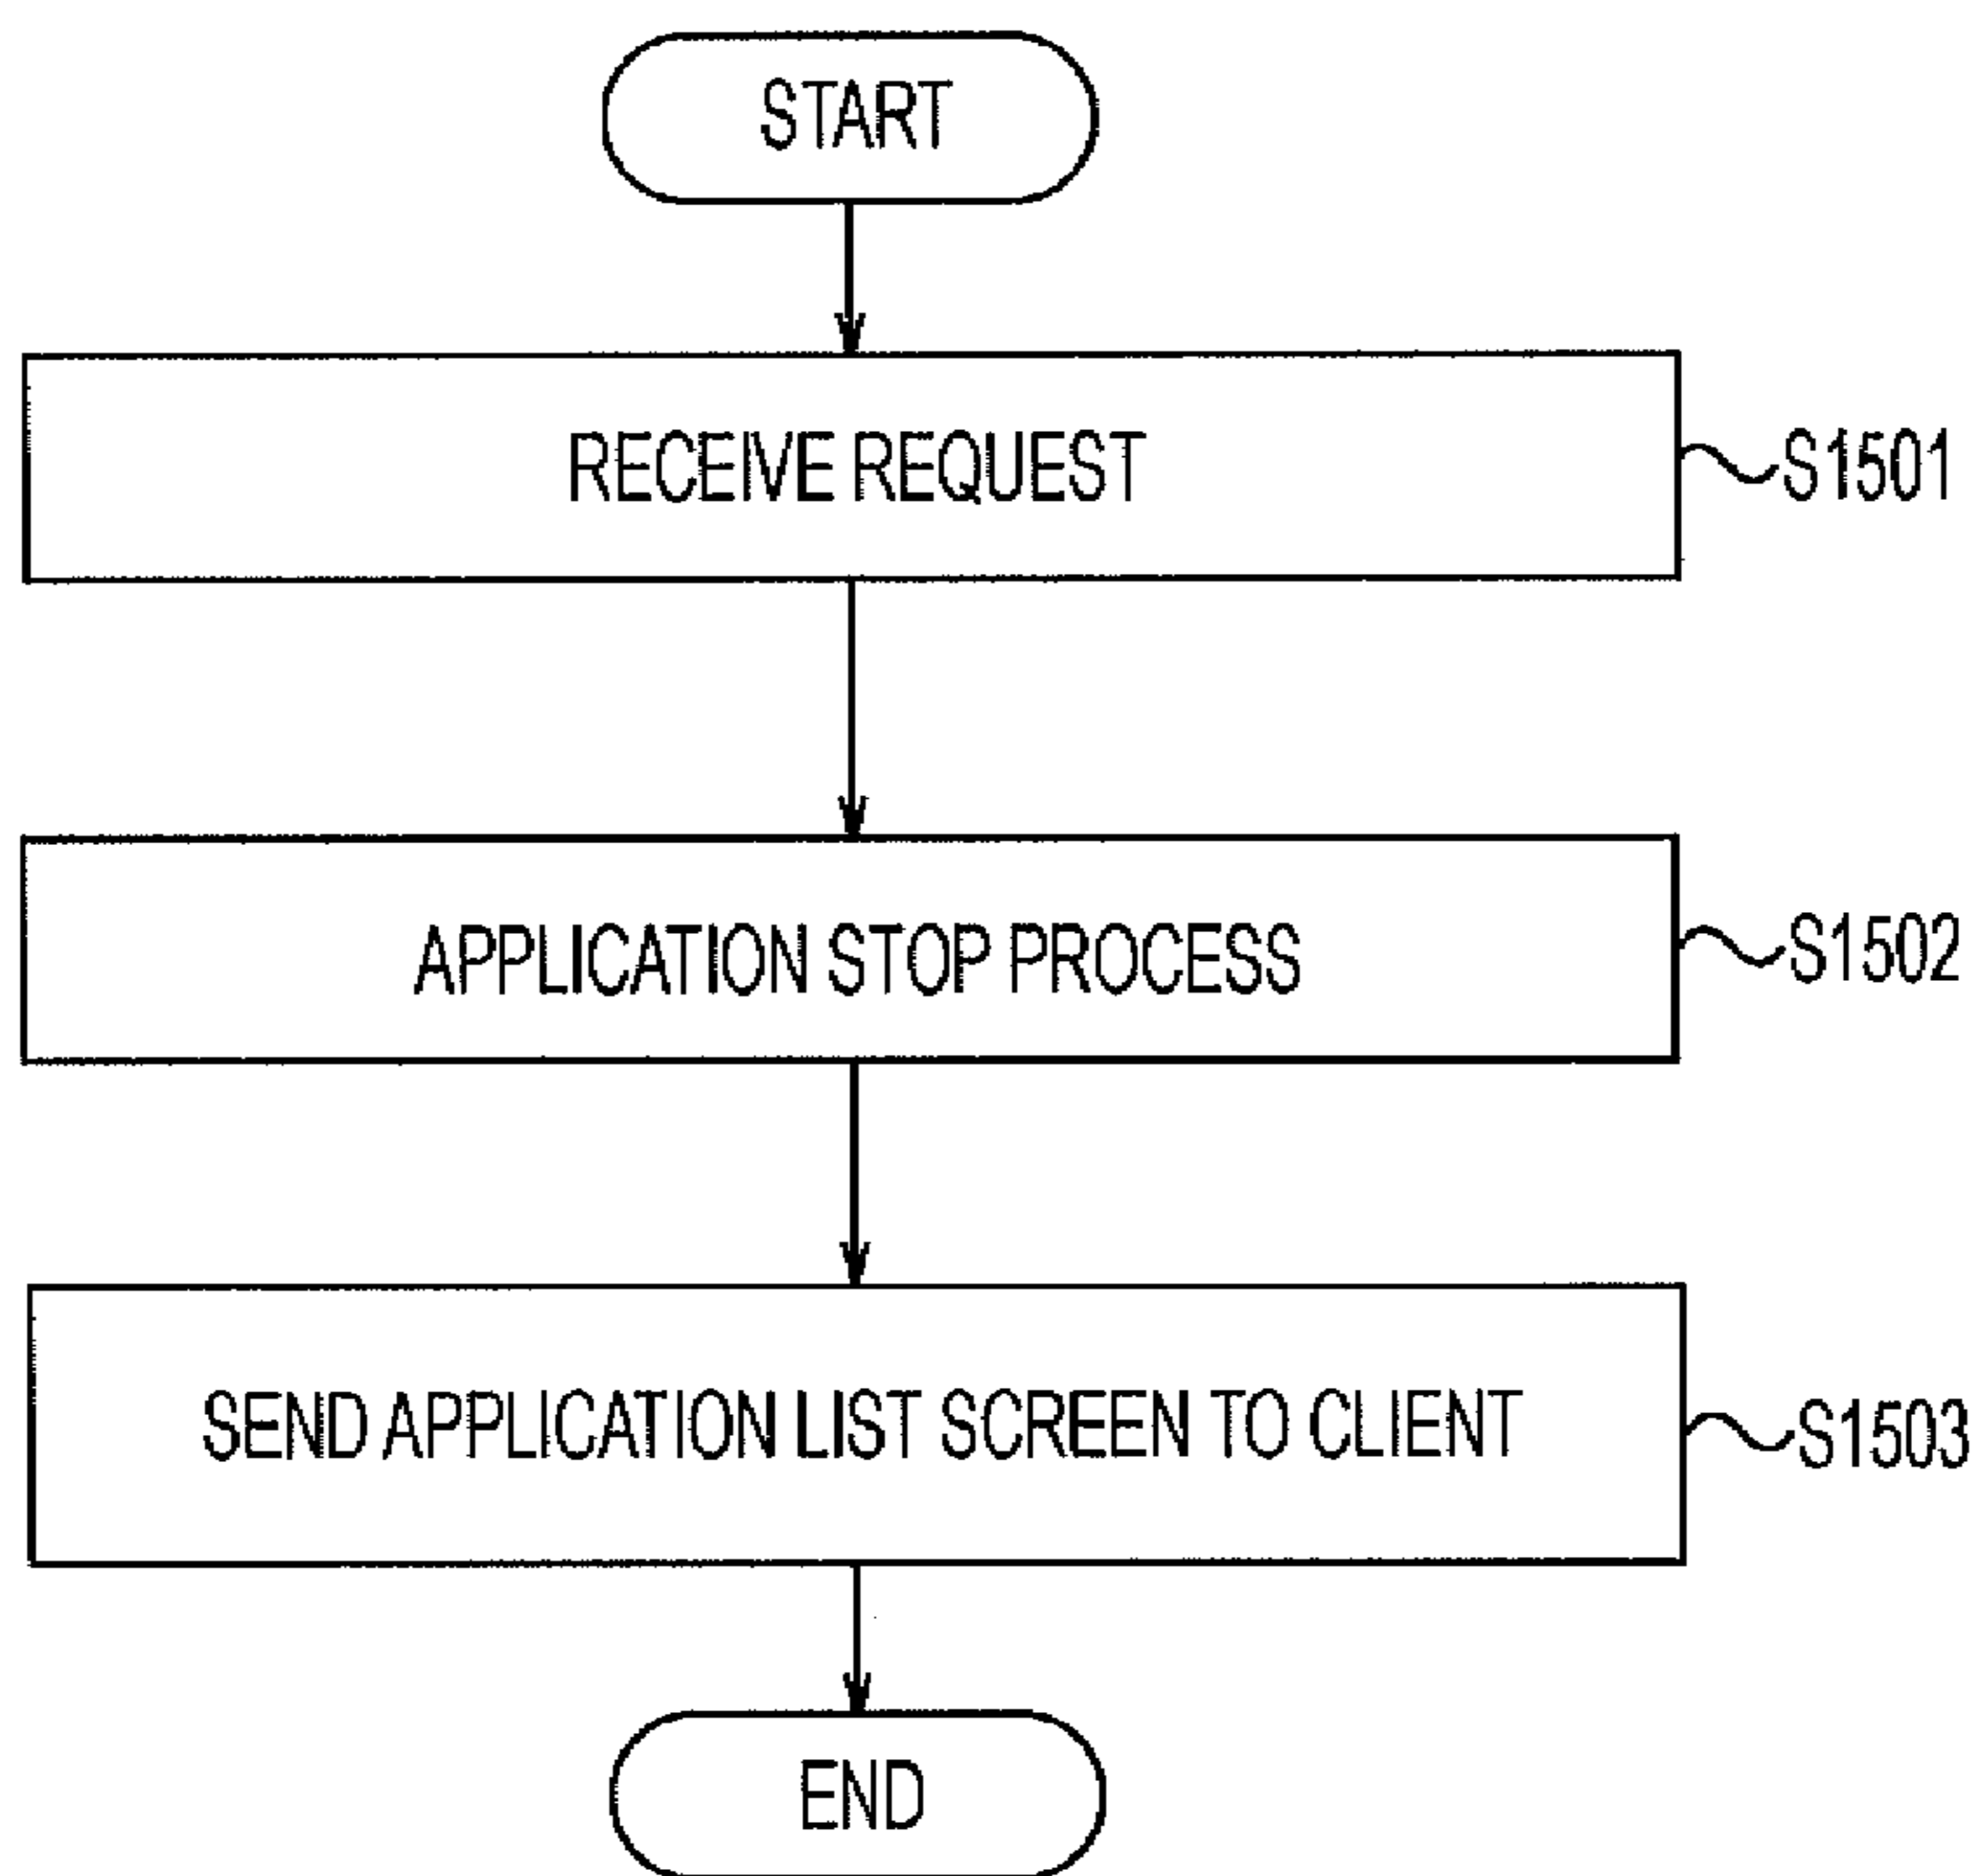 START
RECEIVE REQUEST
S1501
APPLICATION STOP PROCESS
S1502
SEND APPLICATION LIST SCREEN TO CLIENT
S1503
END